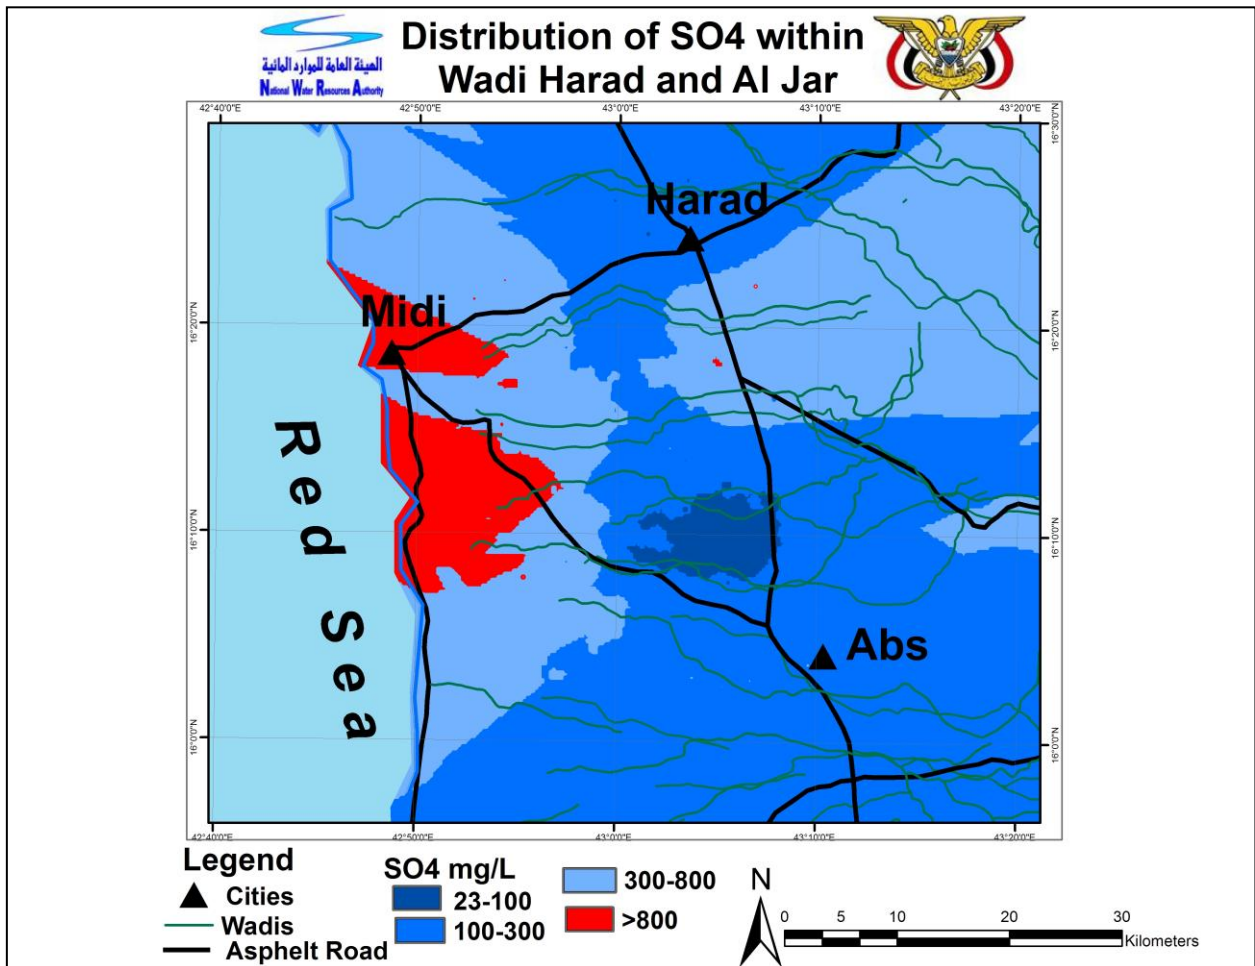 Distribution of SO4 within
Wadi Harad and Al Jar
الهيئة العامة للموارد المائية
National Water Resources Authority
42°40'0"E
42°50'0"E
43°0'0"E
43°10'0"E
43°20'0"E
16°30'0"N
Harad
Midi
16°20'0"N
16°20'0"N
Red Sea
16°10'0"N
16°10'0"N
Abs
16°0'0"N
16°0'0"N
42°40'0"E
42°50'0"E
43°0'0"E
43°10'0"E
43°20'0"E
Legend
Cities
Wadis
Asphelt Road
SO4 mg/L
23-100
100-300
300-800
>800
N
0 5 10 20 30
Kilometers